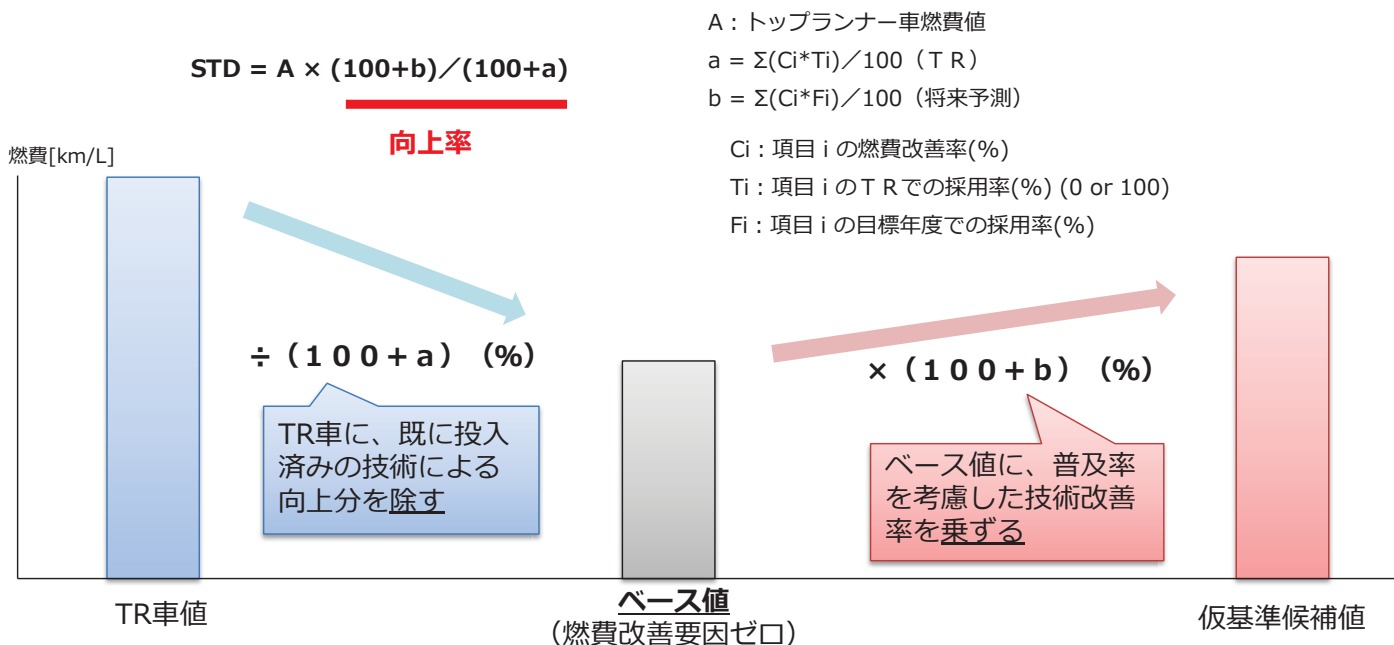 STD = A × (100+b)／(100+a)
向上率
A：トップランナー車燃費値
a = Σ(Ci*Ti)／100（ＴＲ）
b = Σ(Ci*Fi)／100（将来予測）
Ci：項目ｉの燃費改善率(%)
Ti：項目ｉのＴＲでの採用率(%) (0 or 100)
Fi：項目ｉの目標年度での採用率(%)
燃費[km/L]
÷（１００＋a）（%）
TR車に、既に投入
済みの技術による
向上分を除す
×（１００＋b）（%）
ベース値に、普及率
を考慮した技術改善
率を乗ずる
TR車値
ベース値
（燃費改善要因ゼロ）
仮基準候補値